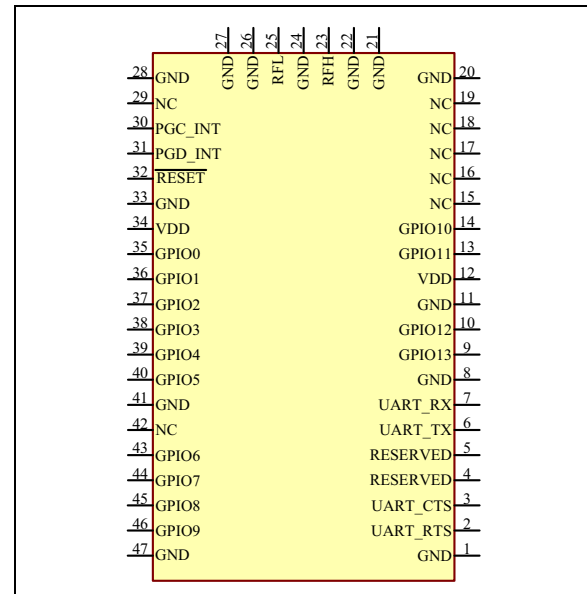 27 26 25 24 23 22 21
GND GND RFL GND RFH GND GND
28 GND GND 20
29 NC NC 19
30 PGC_INT NC 18
31 PGD_INT NC 17
32 RESET NC 16
33 GND NC 15
34 VDD GPIO10 14
35 GPIO0 GPIO11 13
36 GPIO1 VDD 12
37 GPIO2 GND 11
38 GPIO3 GPIO12 10
39 GPIO4 GPIO13 9
40 GPIO5 GND 8
41 GND UART_RX 7
42 NC UART_TX 6
43 GPIO6 RESERVED 5
44 GPIO7 RESERVED 4
45 GPIO8 UART_CTS 3
46 GPIO9 UART_RTS 2
47 GND GND 1